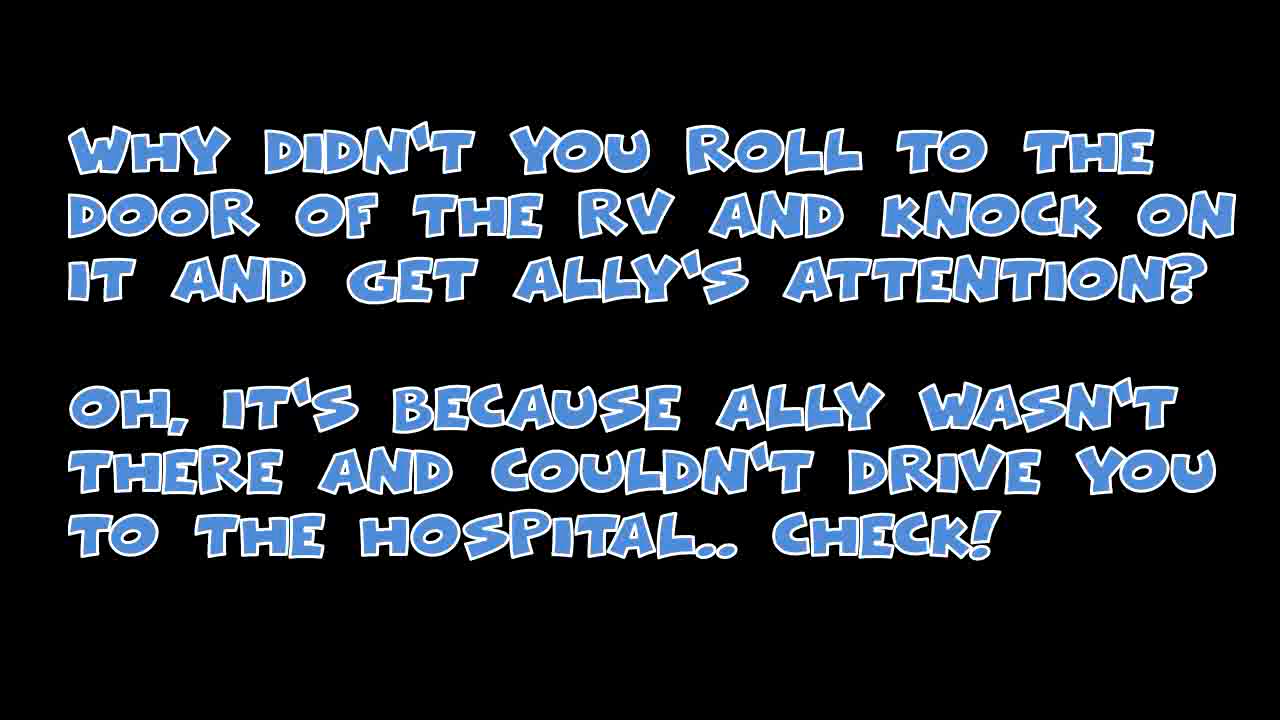 WHY DIDN'T YOU ROLL TO THE
DOOR OF THE RV AND KNOCK ON
IT AND GET ALLY'S ATTENTION?
OH, IT'S BECAUSE ALLY WASN'T
THERE AND COULDN'T DRIVE YOU
TO THE HOSPITAL.. CHECK!